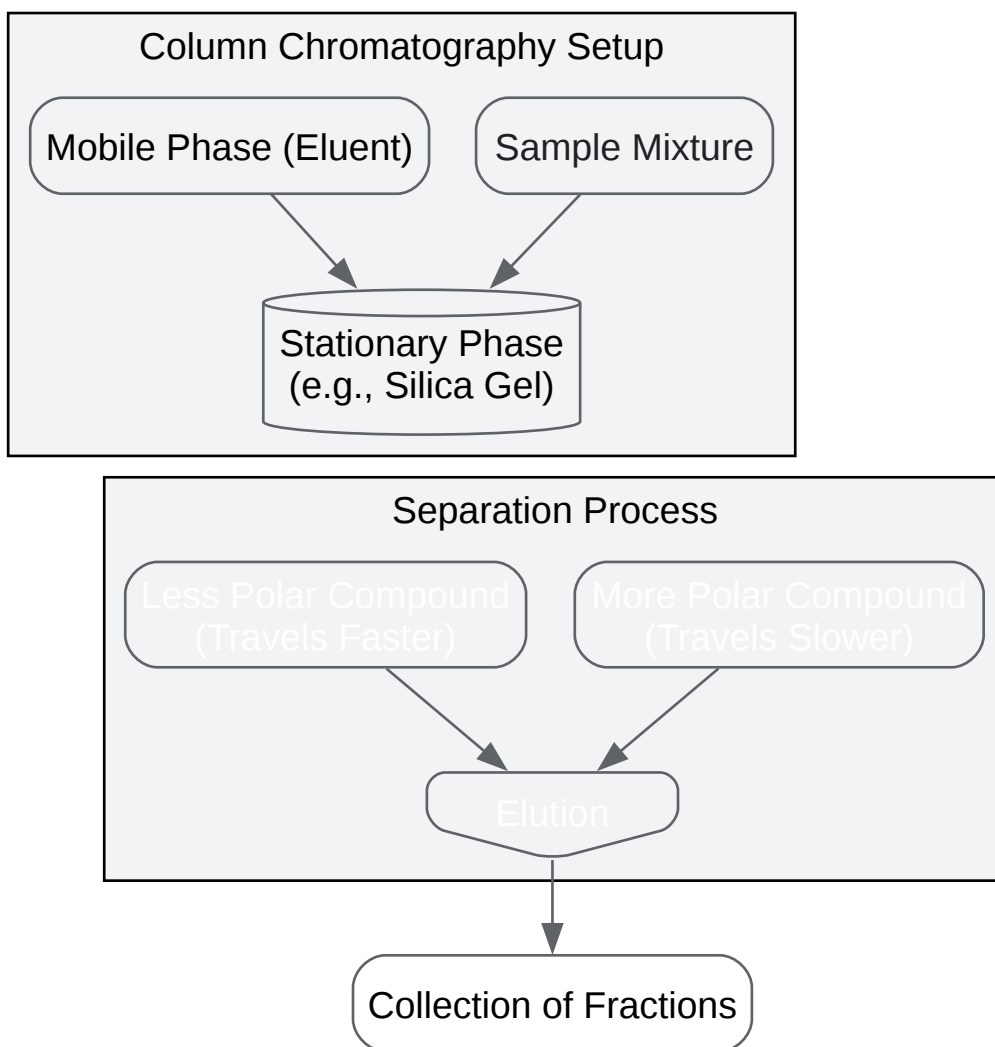 Column Chromatography Setup
Mobile Phase (Eluent)
Sample Mixture
Stationary Phase
(e.g., Silica Gel)
Separation Process
Less Polar Compound
(Travels Faster)
More Polar Compound
(Travels Slower)
Elution
Collection of Fractions